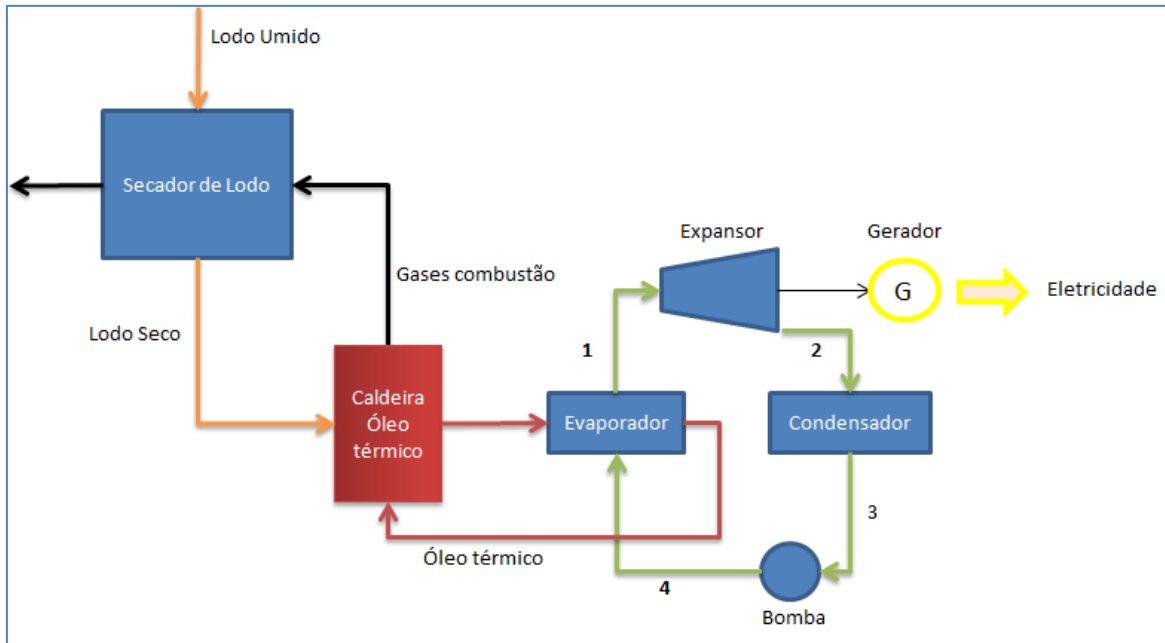 Lodo Umido
Secador de Lodo
Expansor
Gerador
Gases combustão
G
Eletricidade
Lodo Seco
1
2
Caldeira
Óleo
térmico
Evaporador
Condensador
3
Óleo térmico
4
Bomba